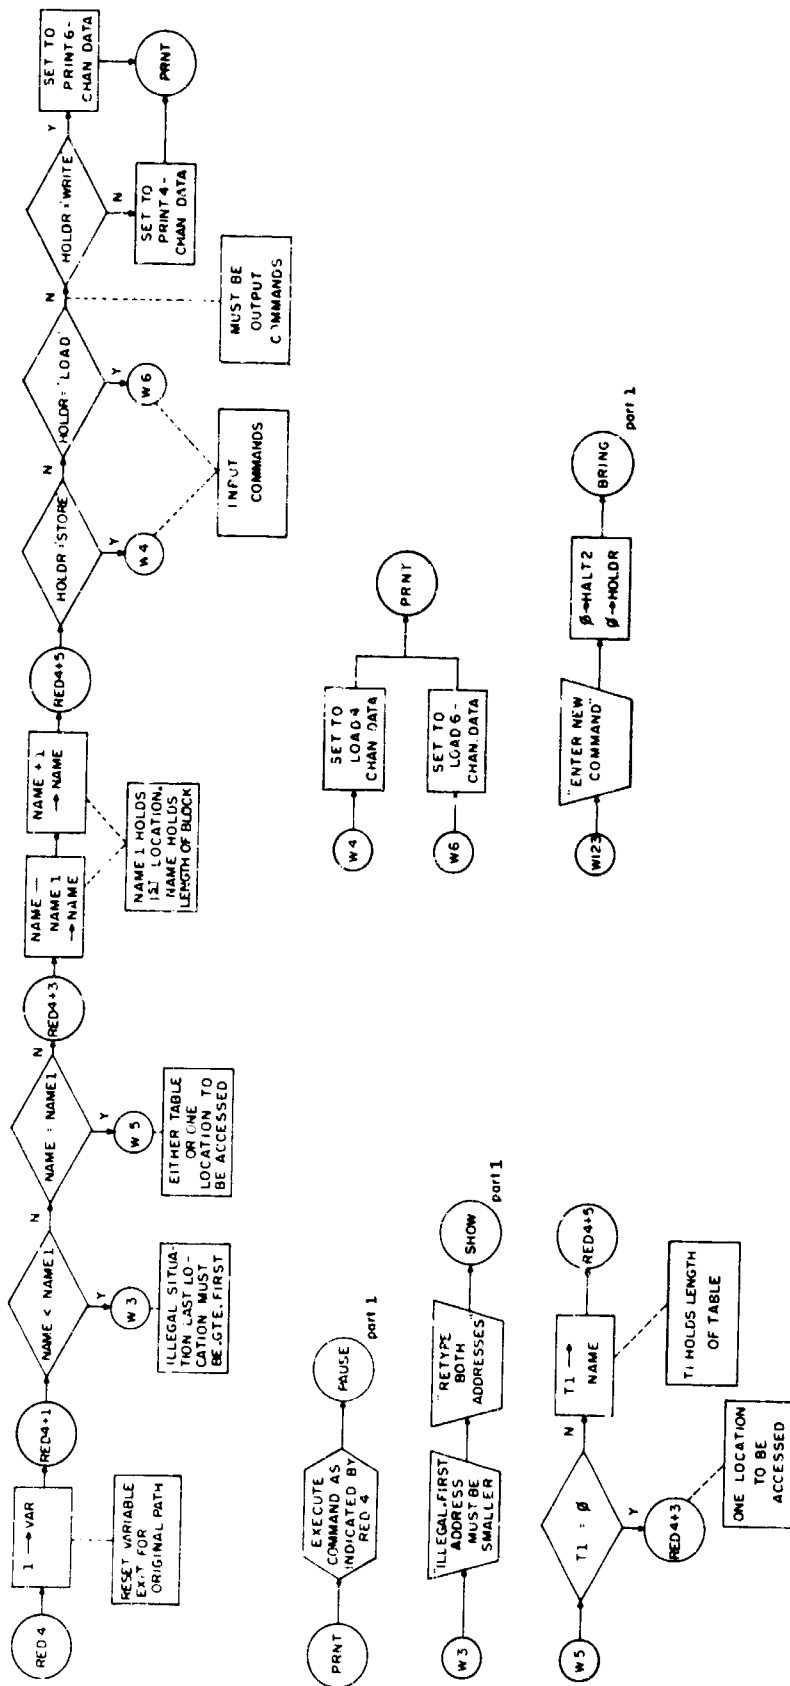 RED 4
1 → VAR
RESET VARIABLE
EXIT FOR
ORIGINAL PATH
RED4+1
NAME < NAME1
N
Y
W 3
ILLEGAL SITUA-
TION LAST LO-
CATION MUST
BE.GTE.FIRST
NAME = NAME1
N
Y
W 5
EITHER TABLE
OR ONE
LOCATION TO
BE ACCESSED
RED4+3
NAME —
NAME 1
→ NAME
NAME + 1
→ NAME
NAME 1 HOLDS
1ST LOCATION.
NAME HOLDS
LENGTH OF BLOCK
RED4+5
HOLDR='STORE'
N
Y
W4
HOLDR='LOAD'
N
Y
W6
INPUT
COMMANDS
MUST BE
OUTPUT
COMMANDS
HOLDR='WRITE'
Y
N
SET TO
PRINT 6-
CHAN DATA
SET TO
PRINT 4-
CHAN DATA
PRNT
PRNT
EXECUTE
COMMAND AS
INDICATED BY
RED 4
PAUSE
part 1
W4
SET TO
LOAD 4
CHAN DATA
W6
SET TO
LOAD 6-
CHAN. DATA
PRNT
W 3
"ILLEGAL.FIRST
ADDRESS
MUST BE
SMALLER
"RETYPE
BOTH
ADDRESSES"
SHOW
part 1
W123
"ENTER NEW
COMMAND"
Ø→HALT2
Ø→HOLDR
BRING
part 1
W 5
T1 = Ø
N
Y
T1 →
NAME
RED4+5
T1 HOLDS LENGTH
OF TABLE
RED4+3
ONE LOCATION
TO BE
ACCESSED